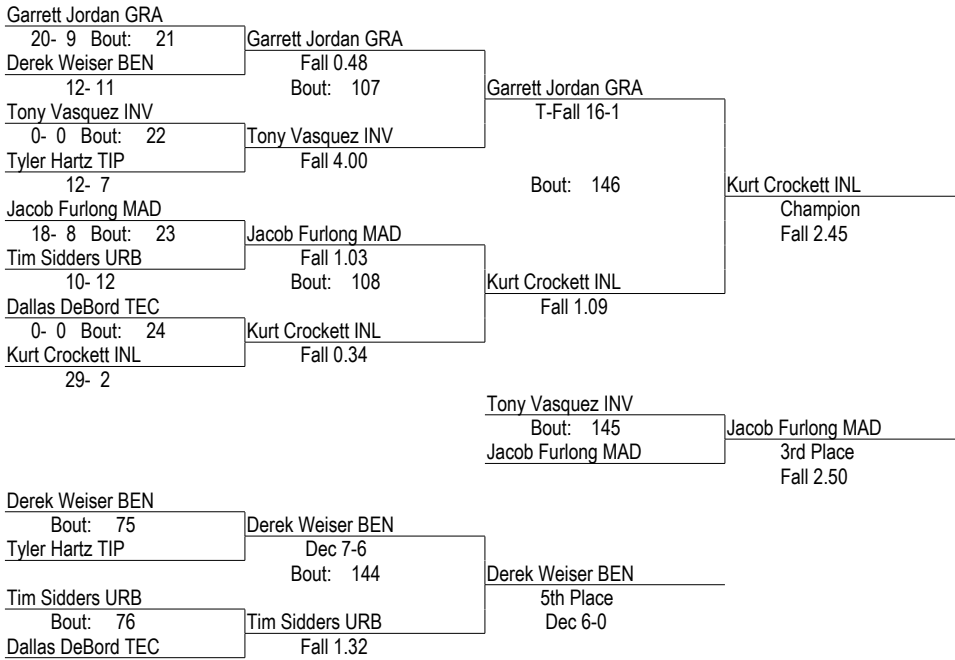 Garrett Jordan GRA
20- 9 Bout: 21
Derek Weiser BEN
12- 11
Tony Vasquez INV
0- 0 Bout: 22
Tyler Hartz TIP
12- 7
Jacob Furlong MAD
18- 8 Bout: 23
Tim Sidders URB
10- 12
Dallas DeBord TEC
0- 0 Bout: 24
Kurt Crockett INL
29- 2
Garrett Jordan GRA
Fall 0.48
Bout: 107
Tony Vasquez INV
Fall 4.00
Jacob Furlong MAD
Fall 1.03
Bout: 108
Kurt Crockett INL
Fall 0.34
Garrett Jordan GRA
T-Fall 16-1
Bout: 146
Kurt Crockett INL
Fall 1.09
Kurt Crockett INL
Champion
Fall 2.45
Tony Vasquez INV
Bout: 145
Jacob Furlong MAD
Jacob Furlong MAD
3rd Place
Fall 2.50
Derek Weiser BEN
Bout: 75
Tyler Hartz TIP
Tim Sidders URB
Bout: 76
Dallas DeBord TEC
Derek Weiser BEN
Dec 7-6
Bout: 144
Tim Sidders URB
Fall 1.32
Derek Weiser BEN
5th Place
Dec 6-0